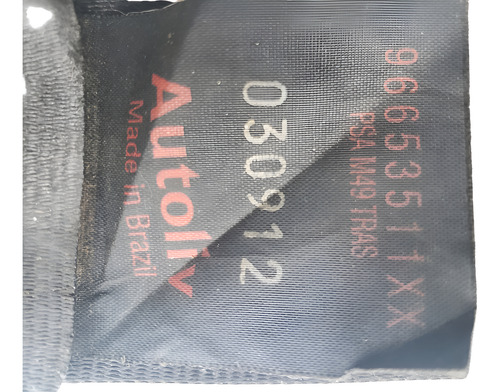 96653511XX
PSA M49 TRAS
030912
Autoliv
Made in Brazil